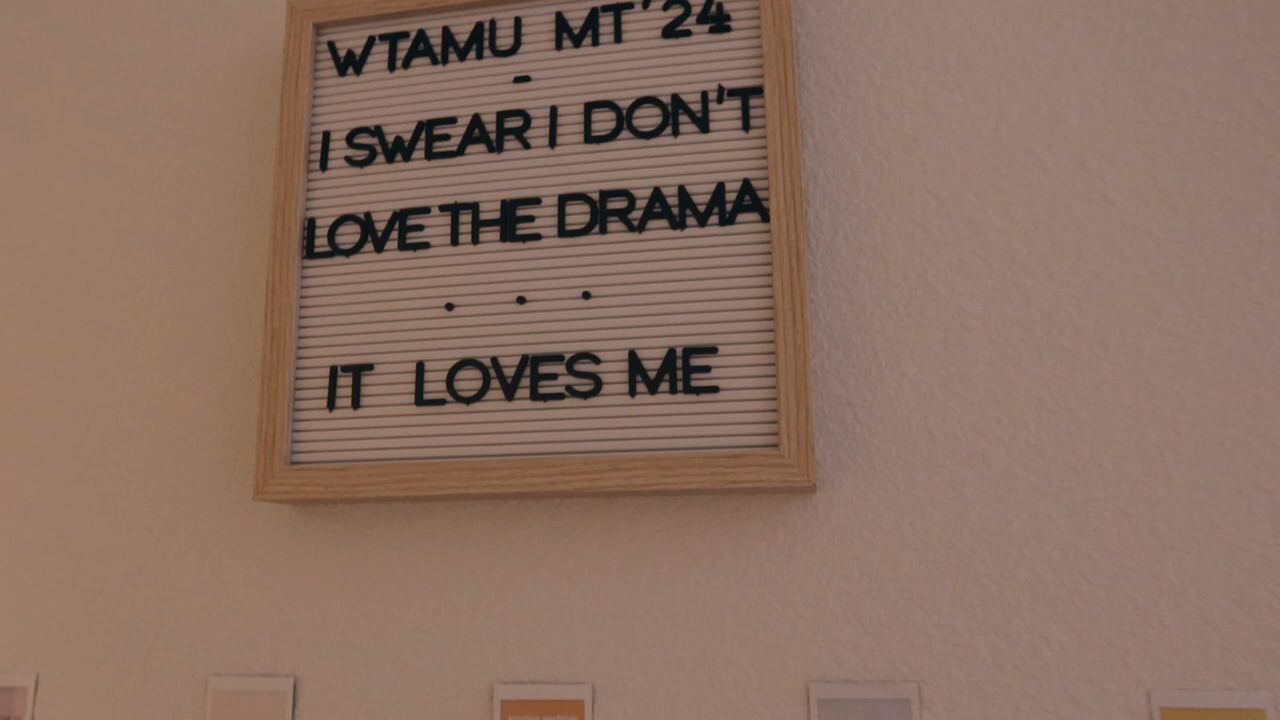 WTAMU MT'24
-
I SWEAR I DON'T
LOVE THE DRAMA
. . .
IT LOVES ME